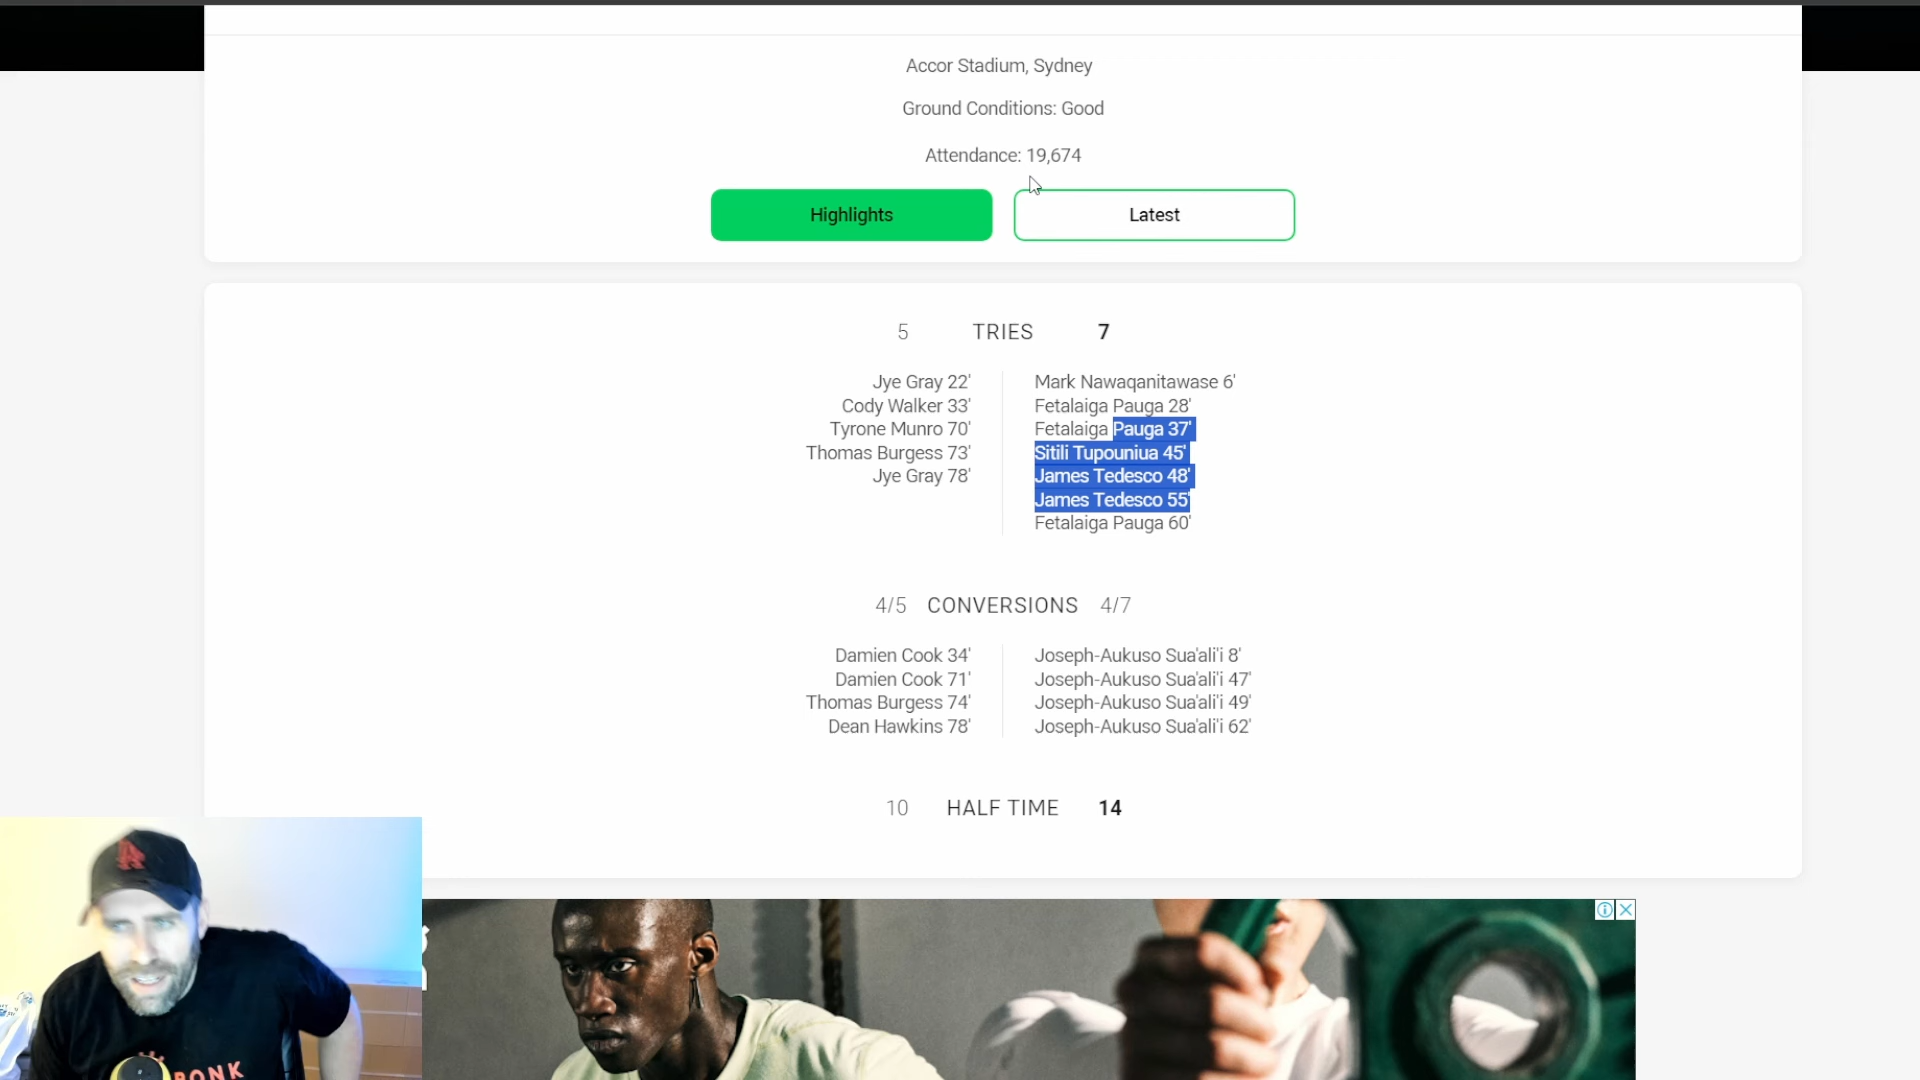 Accor Stadium, Sydney
Ground Conditions: Good
Attendance: 19,674
Highlights
Latest
5 TRIES 7
Jye Gray 22'
Cody Walker 33'
Tyrone Munro 70'
Thomas Burgess 73'
Jye Gray 78'
Mark Nawaqanitawase 6'
Fetalaiga Pauga 28'
Fetalaiga Pauga 37'
Sitili Tupouniua 45'
James Tedesco 48'
James Tedesco 55'
Fetalaiga Pauga 60'
4/5 CONVERSIONS 4/7
Damien Cook 34'
Damien Cook 71'
Thomas Burgess 74'
Dean Hawkins 78'
Joseph-Aukuso Sua'ali'i 8'
Joseph-Aukuso Sua'ali'i 47'
Joseph-Aukuso Sua'ali'i 49'
Joseph-Aukuso Sua'ali'i 62'
10 HALF TIME 14
A